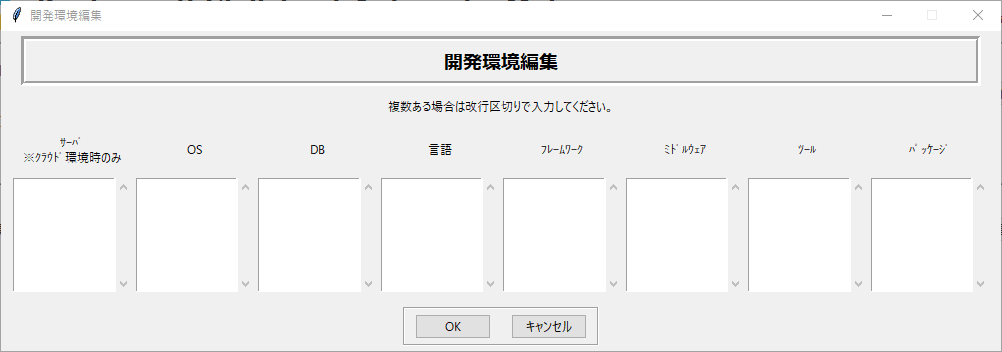 開発環境編集
開発環境編集
複数ある場合は改行区切りで入力してください。
ｻｰﾊﾞ
※ｸﾗｳﾄﾞ環境時のみ
OS
DB
言語
ﾌﾚｰﾑﾜｰｸ
ﾐﾄﾞﾙｳｪｱ
ﾂｰﾙ
ﾊﾟｯｹｰｼﾞ
OK
キャンセル